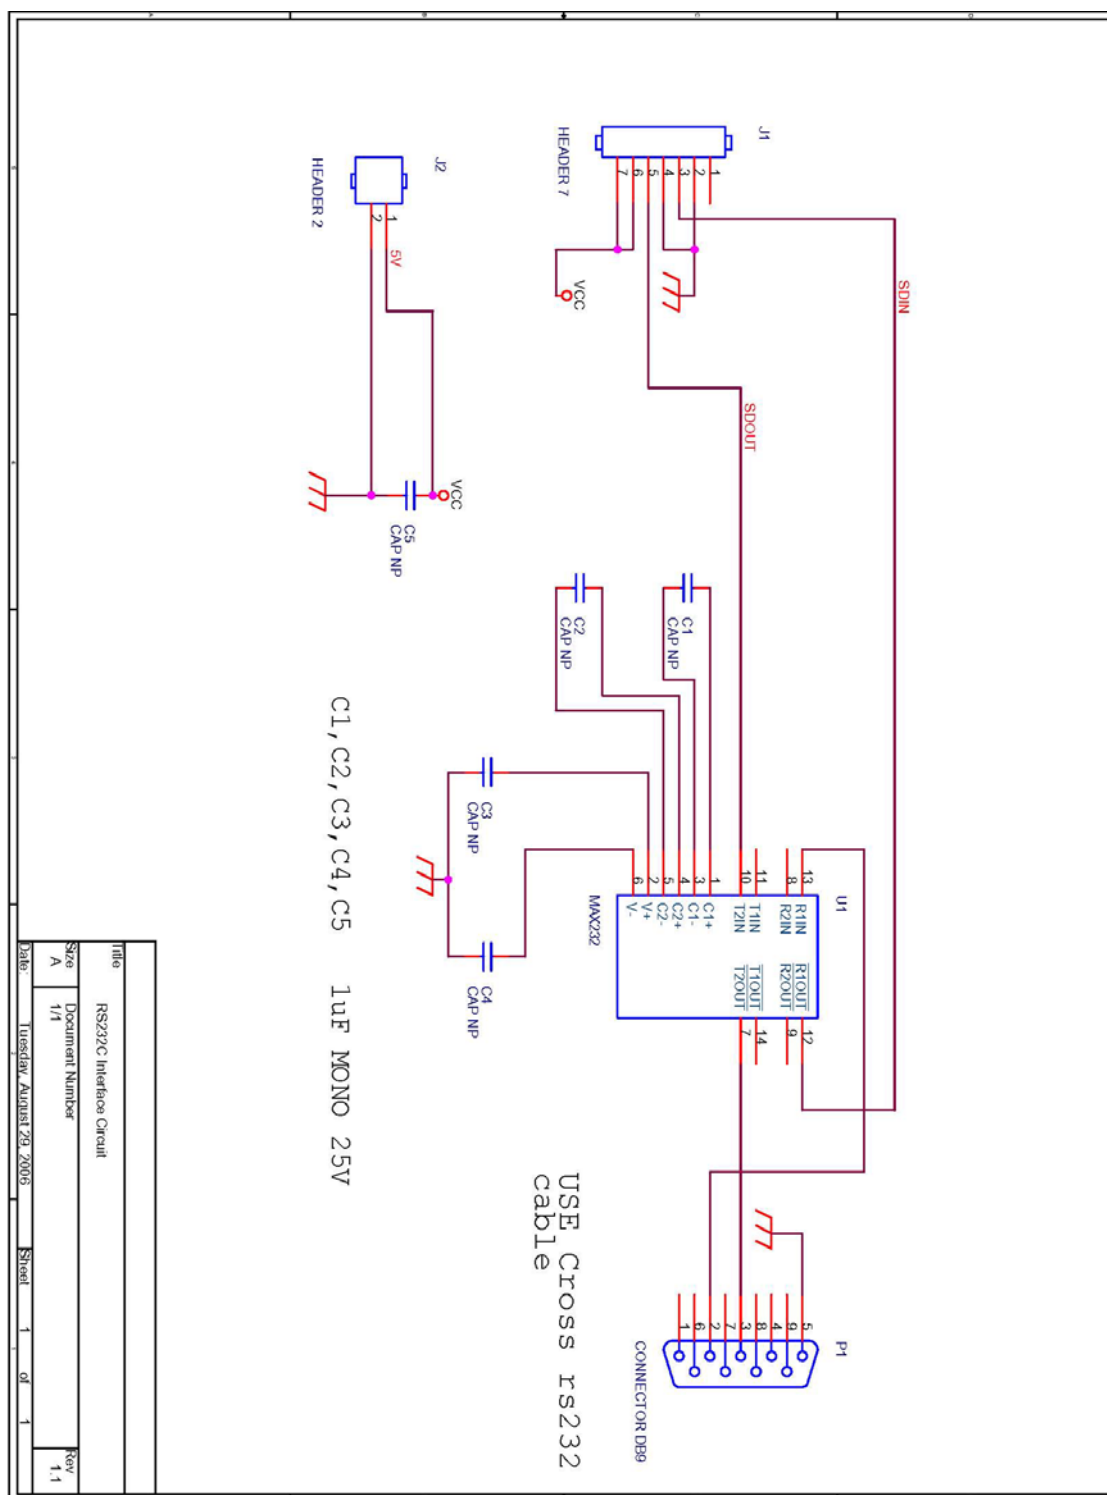 J1
HEADER 7
1
2
3
4
5
6
7
VCC
SDIN
SDOUT
J2
HEADER 2
1
2
5V
VCC
C5
CAP NP
C1
CAP NP
C2
CAP NP
C3
CAP NP
C4
CAP NP
U1
MAX232
13 R1IN
8 R2IN
11 T1IN
10 T2IN
1 C1+
3 C1-
4 C2+
5 C2-
2 V+
6 V-
R1OUT 12
R2OUT 9
T1OUT 14
T2OUT 7
P1
CONNECTOR DB9
5
9
4
8
3
7
2
6
1
USE Cross rs232
cable
C1,C2,C3,C4,C5 1uF MONO 25V
Title
RS232C Interface Circuit
Size
A
Document Number
1/1
Rev
1.1
Date: Tuesday, August 29, 2006 Sheet 1 of 1